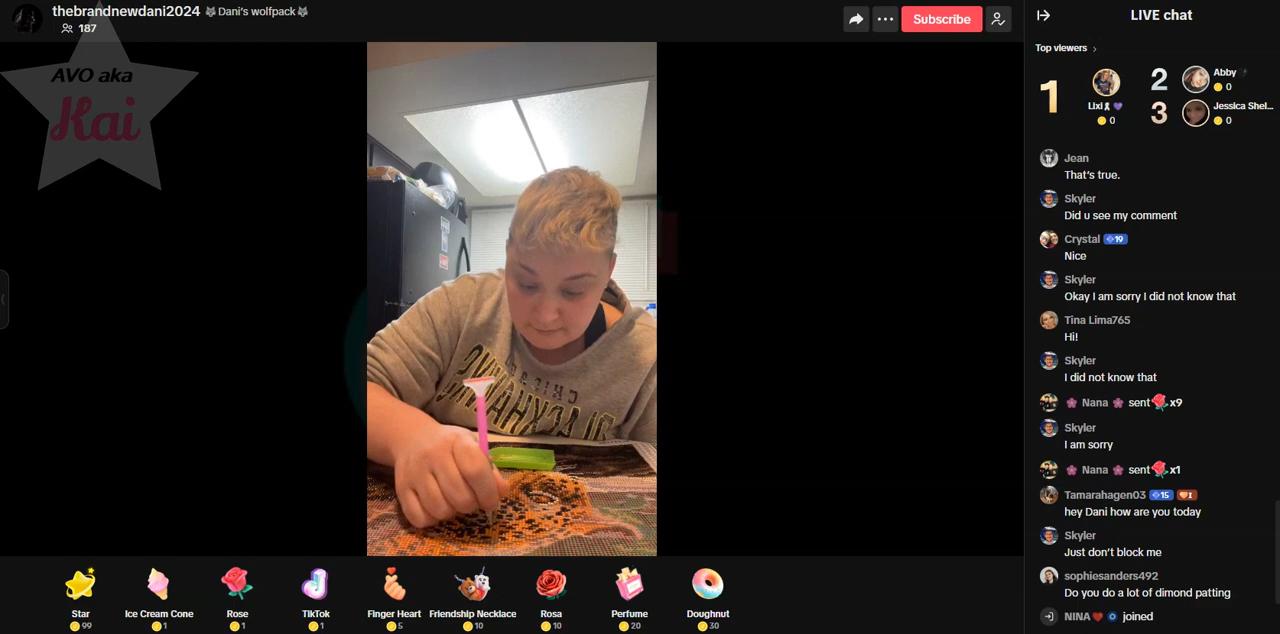 thebrandnewdani2024 🐺Dani's wolfpack🐺
187
Subscribe
AVO aka
Kai
CHICAGO
BLACKHAWKS
Star
99
Ice Cream Cone
1
Rose
1
TikTok
1
Finger Heart
5
Friendship Necklace
10
Rosa
10
Perfume
20
Doughnut
30
LIVE chat
Top viewers >
1
Lixi🎗💜
0
2
Abby
0
3
Jessica Shel...
0
Jean
That's true.
Skyler
Did u see my comment
Crystal 19
Nice
Skyler
Okay I am sorry I did not know that
Tina Lima765
Hi!
Skyler
I did not know that
🌸 Nana 🌸 sent🌹x9
Skyler
I am sorry
🌸 Nana 🌸 sent🌹x1
Tamarahagen03 15 I
hey Dani how are you today
Skyler
Just don't block me
sophiesanders492
Do you do a lot of dimond patting
NINA❤️🧿 joined